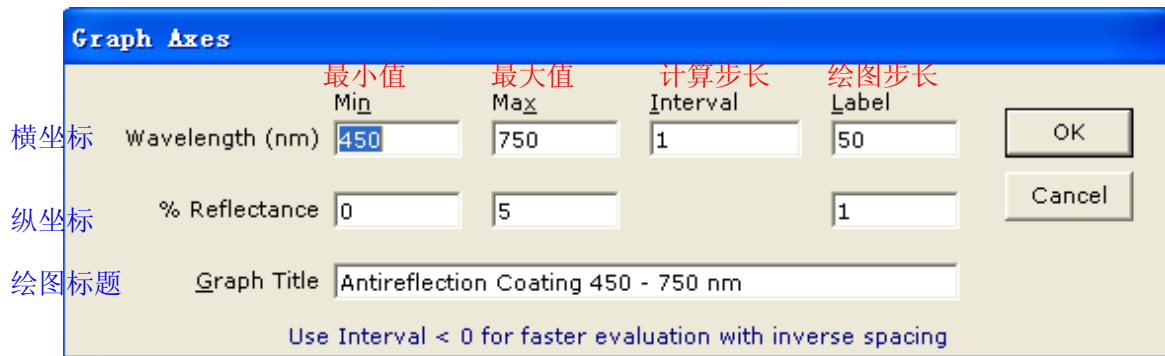 Graph Axes
最小值 最大值 计算步长 绘图步长
Min Max Interval Label
横坐标 Wavelength (nm) 450 750 1 50 OK
纵坐标 % Reflectance 0 5 1 Cancel
绘图标题 Graph Title Antireflection Coating 450 - 750 nm
Use Interval < 0 for faster evaluation with inverse spacing